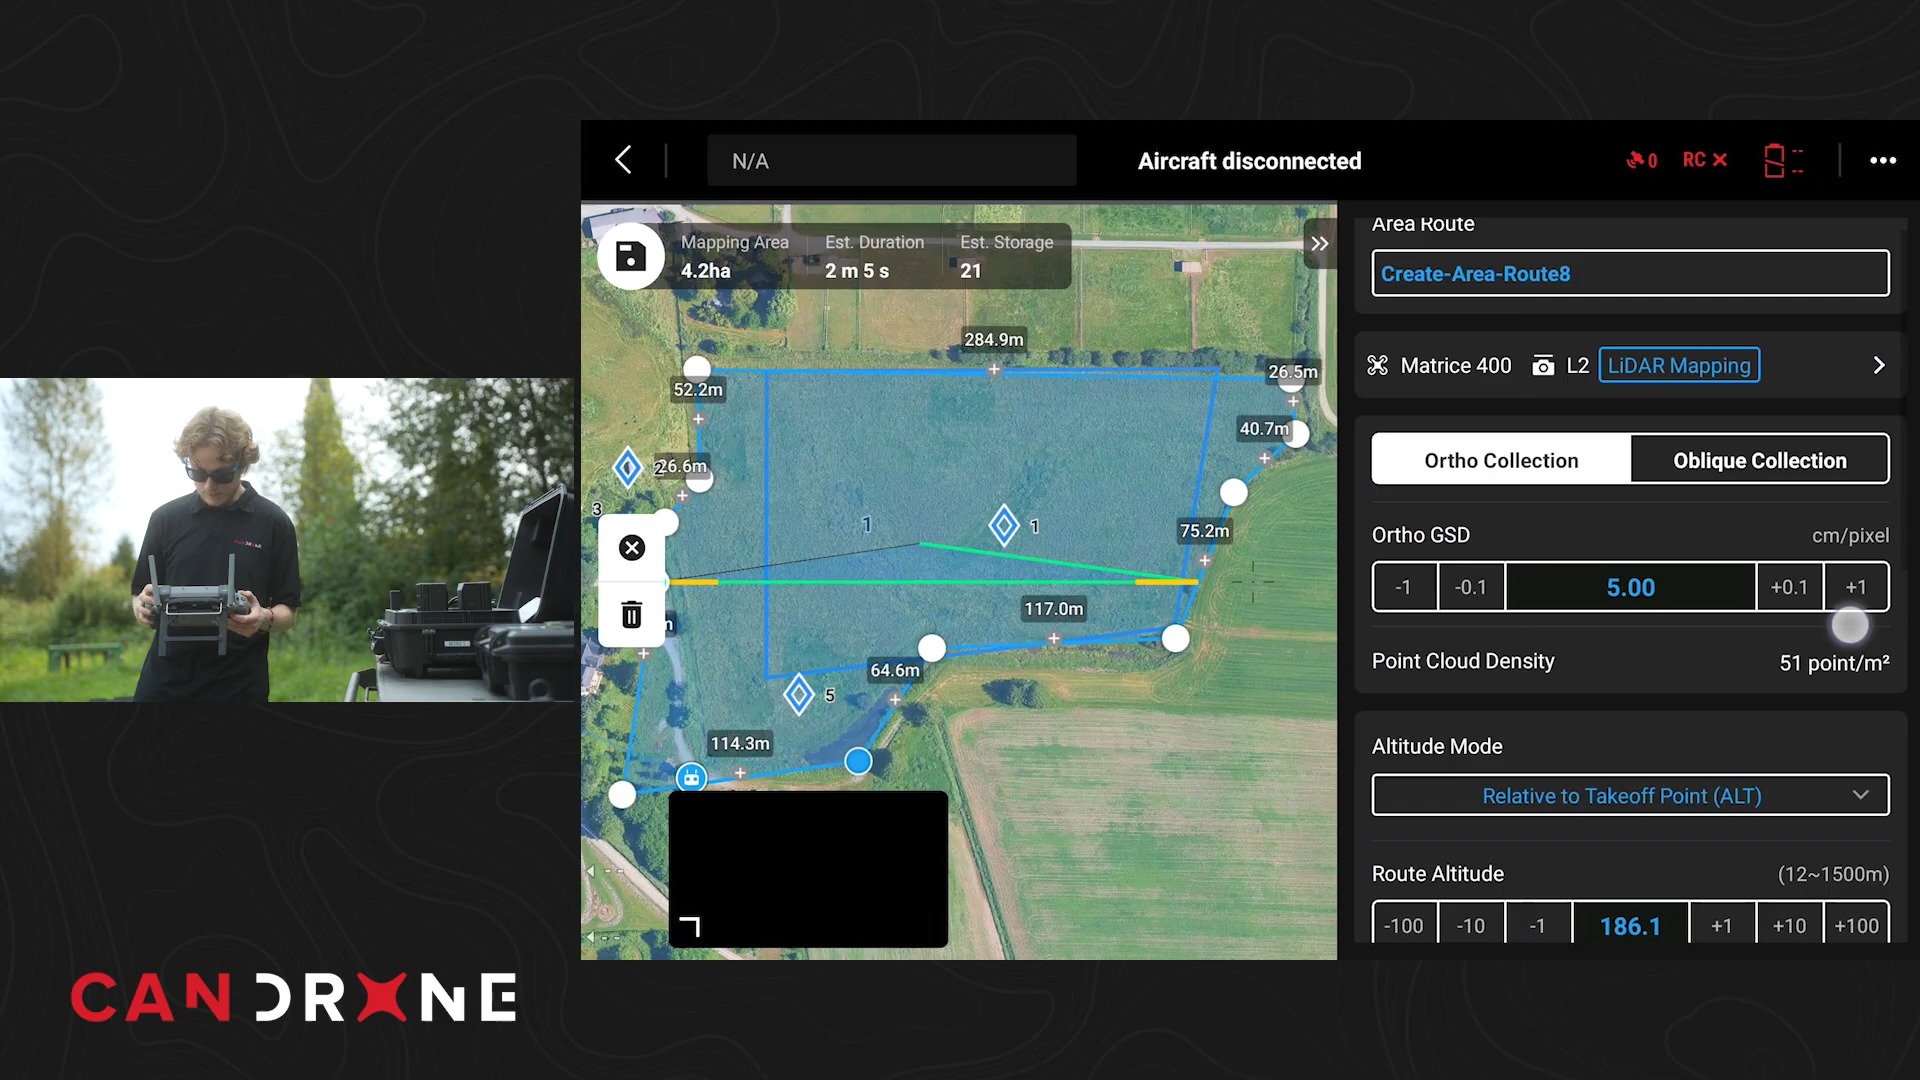 N/A
Aircraft disconnected
0
RC
Mapping Area
Est. Duration
Est. Storage
4.2ha
2 m 5 s
21
284.9m
52.2m
26.5m
40.7m
26.6m
3
1
1
75.2m
117.0m
64.6m
5
114.3m
Area Route
Create-Area-Route8
Matrice 400
L2
LiDAR Mapping
Ortho Collection
Oblique Collection
Ortho GSD
cm/pixel
-1
-0.1
5.00
+0.1
+1
Point Cloud Density
51 point/m²
Altitude Mode
Relative to Takeoff Point (ALT)
Route Altitude
(12~1500m)
-100
-10
-1
186.1
+1
+10
+100
CANDRONE